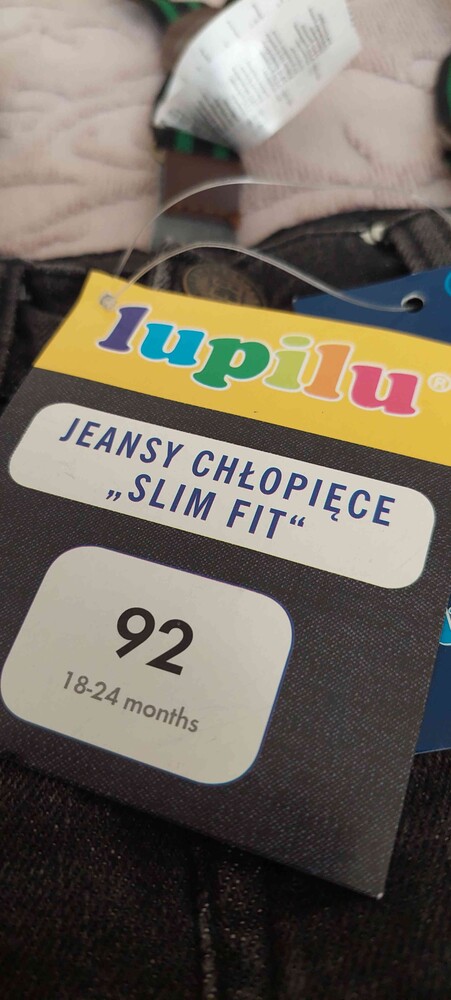 lupilu®
JEANSY CHŁOPIĘCE
„SLIM FIT“
92
18-24 months